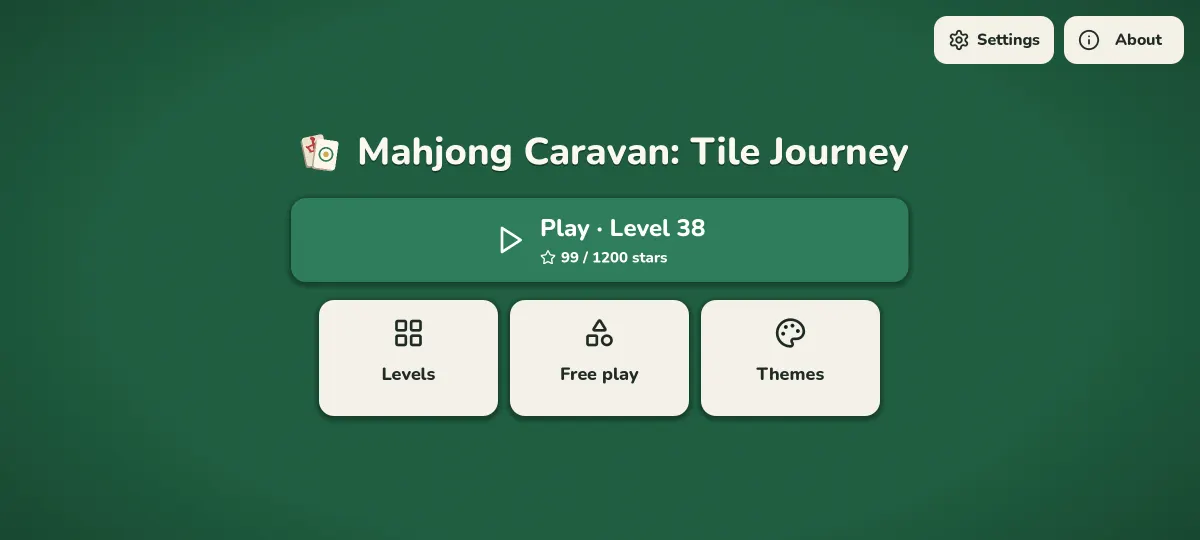 Settings
About
Mahjong Caravan: Tile Journey
Play · Level 38
99 / 1200 stars
Levels
Free play
Themes